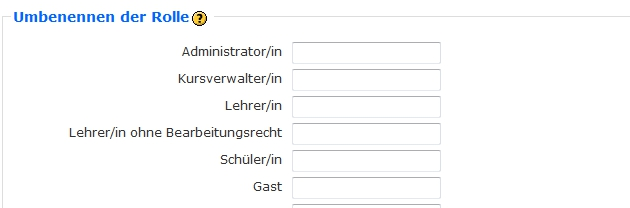 Umbenennen der Rolle ?
Administrator/in
Kursverwalter/in
Lehrer/in
Lehrer/in ohne Bearbeitungsrecht
Schüler/in
Gast